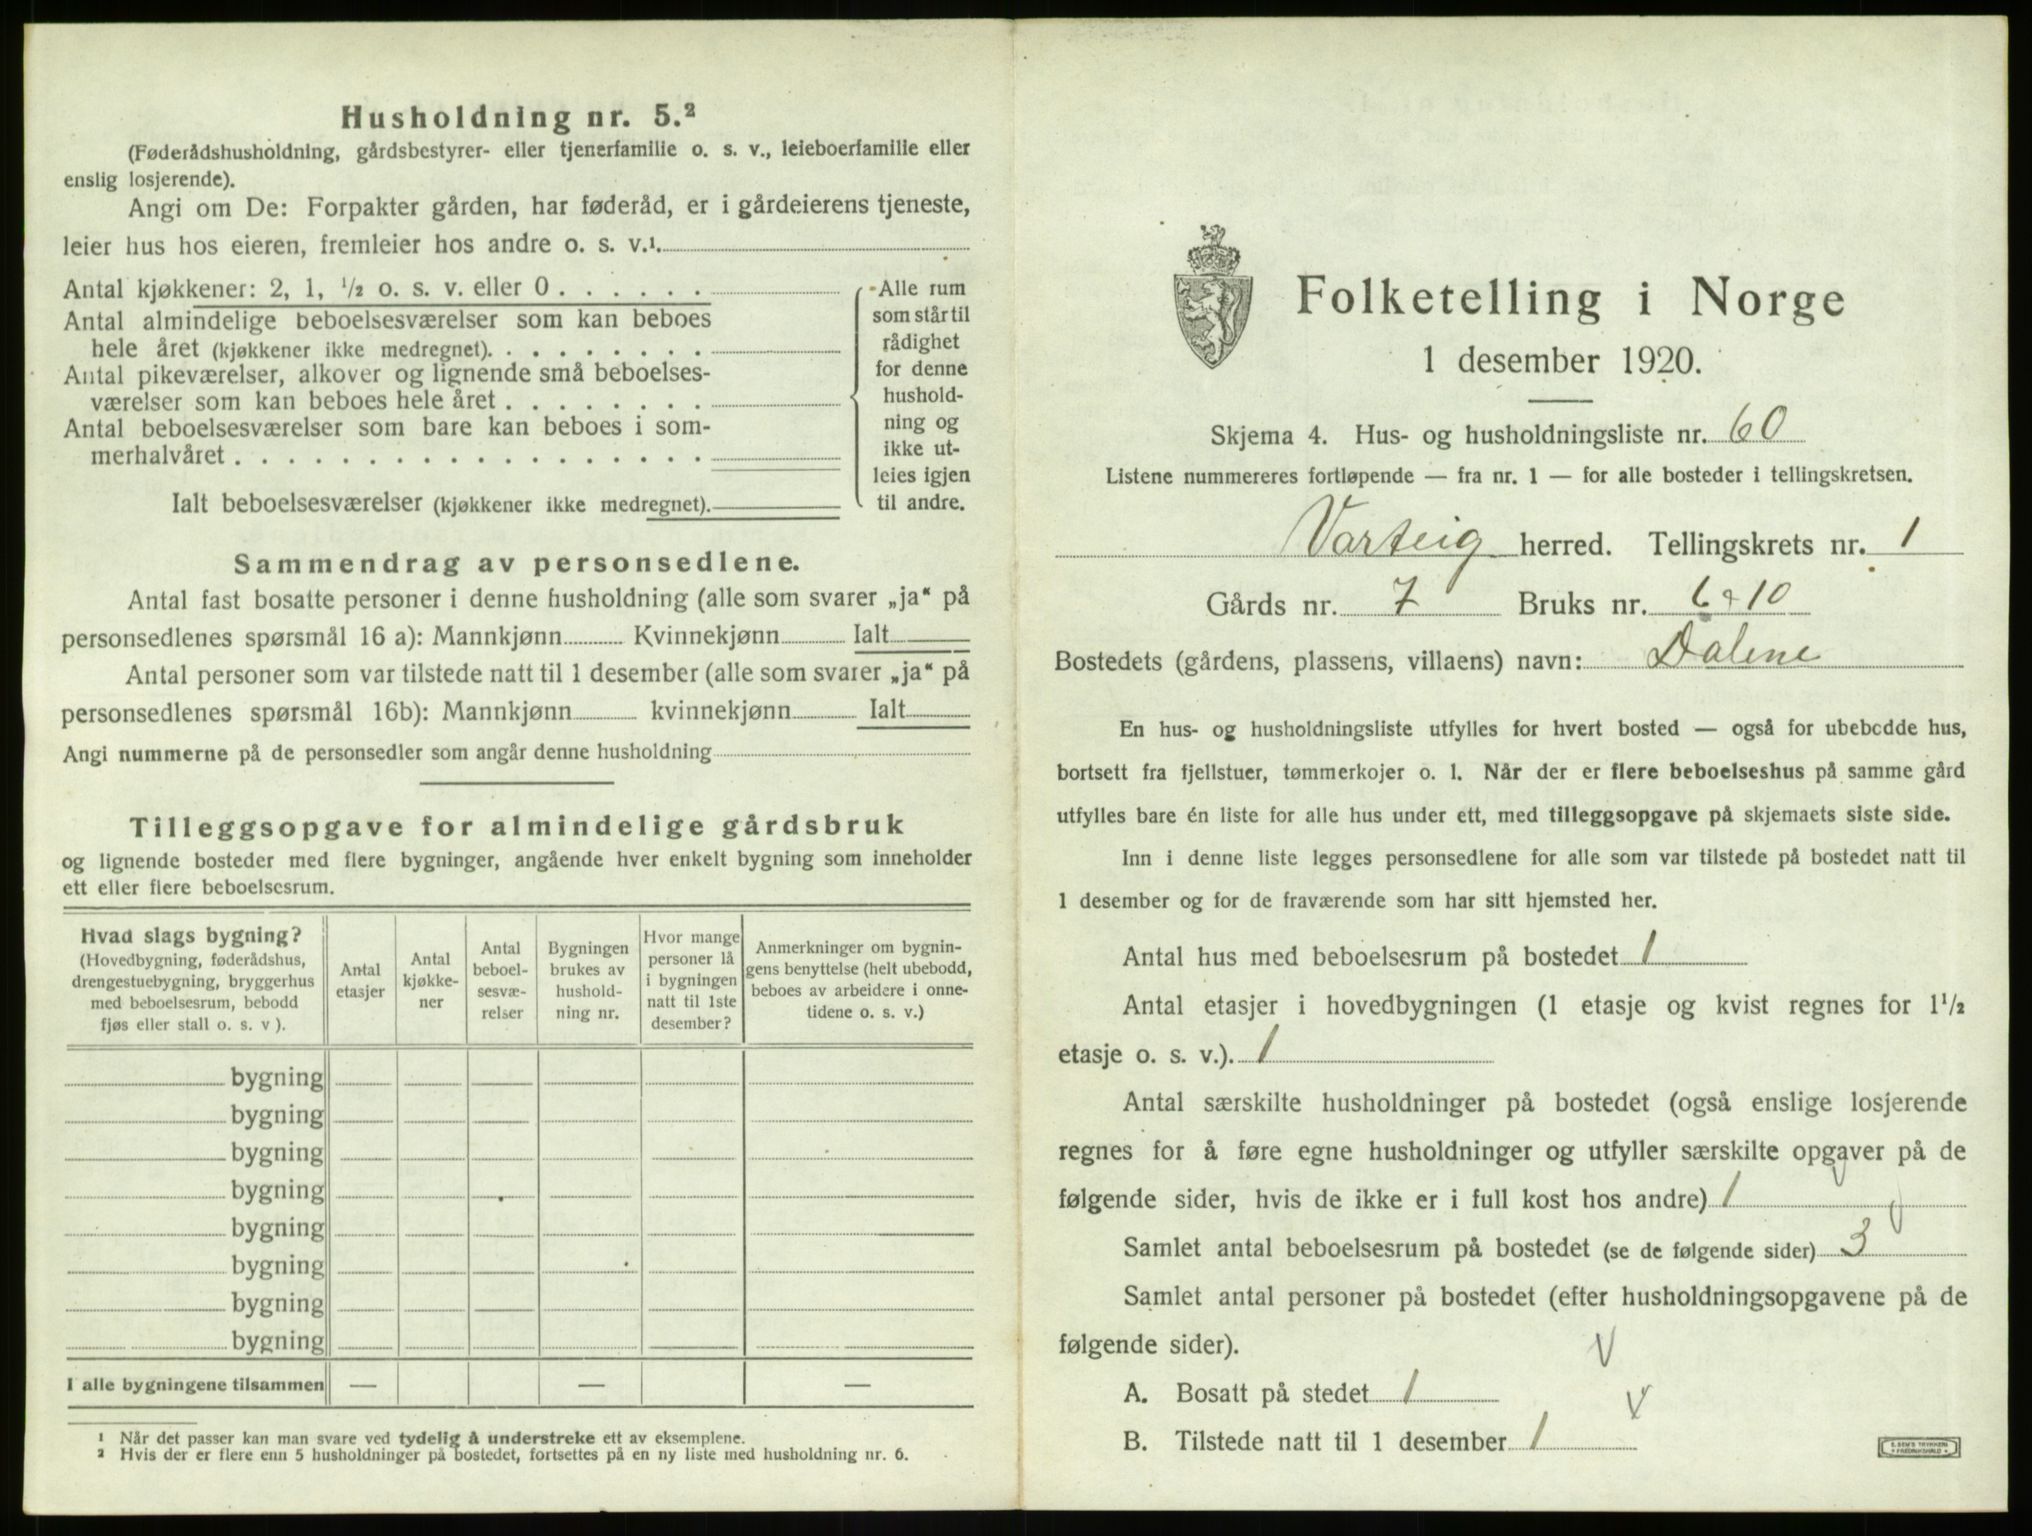 Husholdning nr. 5.²
(Føderådshusholdning, gårdsbestyrer- eller tjenerfamilie o. s. v., leieboerfamilie eller
enslig losjerende).
Angi om De: Forpakter gården, har føderåd, er i gårdeierens tjeneste,
leier hus hos eieren, fremleier hos andre o. s. v.¹.
Antal kjøkkener: 2, 1, ½ o. s. v. eller 0 . . . . . .
Antal almindelige beboelsesværelser som kan beboes
hele året (kjøkkener ikke medregnet). . . . . . . . .
Antal pikeværelser, alkover og lignende små beboelses-
værelser som kan beboes hele året . . . . . . . .
Antal beboelsesværelser som bare kan beboes i som-
merhalvåret . . . . . . . . . . . . . . . . . .
Ialt beboelsesværelser (kjøkkener ikke medregnet).
Alle rum
som står til
rådighet
for denne
hushold-
ning og
ikke ut-
leies igjen
til andre.
Sammendrag av personsedlene.
Antal fast bosatte personer i denne husholdning (alle som svarer „ja“ på
personsedlenes spørsmål 16 a): Mannkjønn Kvinnekjønn Ialt
Antal personer som var tilstede natt til 1 desember (alle som svarer „ja“ på
personsedlenes spørsmål 16b): Mannkjønn kvinnekjønn Ialt
Angi nummerne på de personsedler som angår denne husholdning
Tilleggsopgave for almindelige gårdsbruk
og lignende bosteder med flere bygninger, angående hver enkelt bygning som inneholder
ett eller flere beboelsesrum.
Hvad slags bygning?
(Hovedbygning, føderådshus,
drengestuebygning, bryggerhus
med beboelsesrum, bebodd
fjøs eller stall o. s. v ).
Antal
etasjer
Antal
kjøkke-
ner
Antal
beboel-
sesvæ-
relser
Bygningen
brukes av
hushold-
ning nr.
Hvor mange
personer lå
i bygningen
natt til 1ste
desember?
Anmerkninger om bygnin-
gens benyttelse (helt ubebodd,
beboes av arbeidere i onne-
tidene o. s. v.)
bygning
bygning
bygning
bygning
bygning
bygning
bygning
bygning
I alle bygningene tilsammen — — —
¹ Når det passer kan man svare ved tydelig å understreke ett av eksemplene.
² Hvis der er flere enn 5 husholdninger på bostedet, fortsettes på en ny liste med husholdning nr. 6.
Folketelling i Norge
1 desember 1920.
Skjema 4. Hus- og husholdningsliste nr. 60
Listene nummereres fortløpende — fra nr. 1 — for alle bosteder i tellingskretsen.
Varteig herred. Tellingskrets nr. 1
Gårds nr. 7 Bruks nr. 6 & 10
Bostedets (gårdens, plassens, villaens) navn: Dalene
En hus- og husholdningsliste utfylles for hvert bosted — også for ubebodde hus,
bortsett fra fjellstuer, tømmerkojer o. l. Når der er flere beboelseshus på samme gård
utfylles bare én liste for alle hus under ett, med tilleggsopgave på skjemaets siste side.
Inn i denne liste legges personsedlene for alle som var tilstede på bostedet natt til
1 desember og for de fraværende som har sitt hjemsted her.
Antal hus med beboelsesrum på bostedet 1
Antal etasjer i hovedbygningen (1 etasje og kvist regnes for 1½
etasje o. s. v.). 1
Antal særskilte husholdninger på bostedet (også enslige losjerende
regnes for å føre egne husholdninger og utfyller særskilte opgaver på de
følgende sider, hvis de ikke er i full kost hos andre) 1
Samlet antal beboelsesrum på bostedet (se de følgende sider) 3
Samlet antal personer på bostedet (efter husholdningsopgavene på de
følgende sider).
A. Bosatt på stedet 1
B. Tilstede natt til 1 desember 1
E. SEM'S TRYKKERI
FREDRIKSHALD